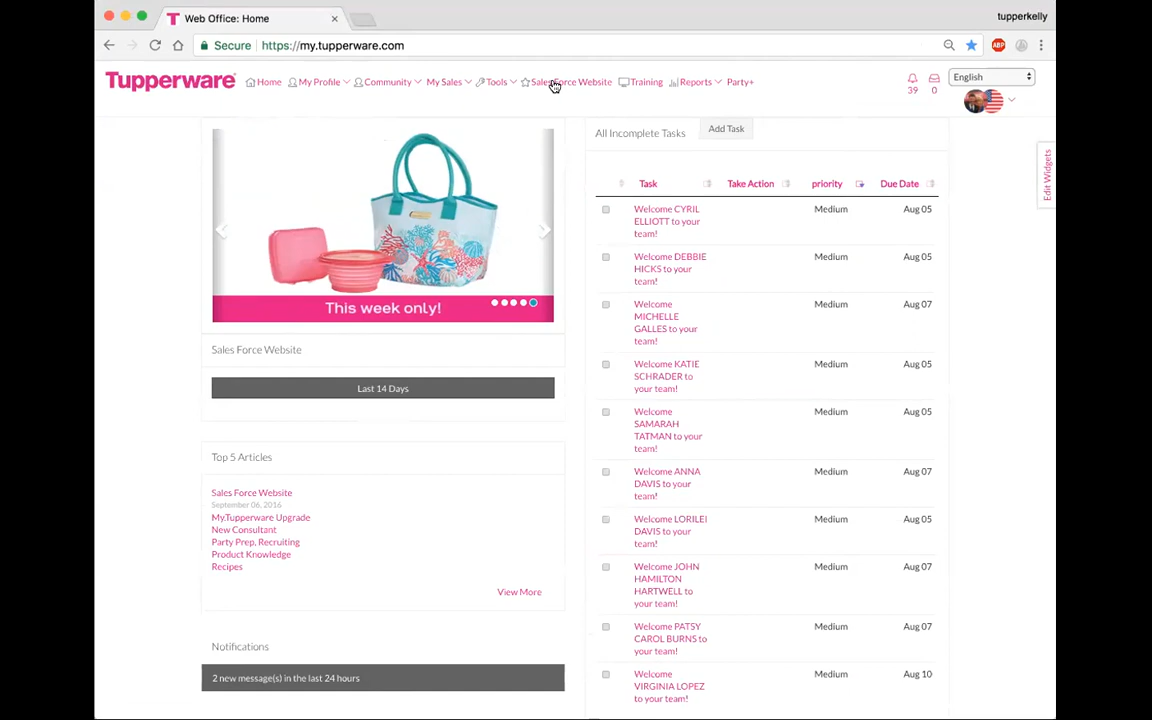 Web Office: Home
tupperkelly
Secure https://my.tupperware.com
ABP
Tupperware
Home My Profile Community My Sales Tools Sales Force Website Training Reports Party+
39 0
English
All Incomplete Tasks Add Task
Edit Widgets
This week only!
Sales Force Website
Last 14 Days
Top 5 Articles
Sales Force Website
September 06, 2016
My.Tupperware Upgrade
New Consultant
Party Prep, Recruiting
Product Knowledge
Recipes
View More
Notifications
2 new message(s) in the last 24 hours
Task Take Action priority Due Date
Welcome CYRIL
ELLIOTT to your
team!
Medium Aug 05
Welcome DEBBIE
HICKS to your
team!
Medium Aug 05
Welcome
MICHELLE
GALLES to your
team!
Medium Aug 07
Welcome KATIE
SCHRADER to
your team!
Medium Aug 05
Welcome
SAMARAH
TATMAN to your
team!
Medium Aug 05
Welcome ANNA
DAVIS to your
team!
Medium Aug 07
Welcome LORILEI
DAVIS to your
team!
Medium Aug 05
Welcome JOHN
HAMILTON
HARTWELL to
your team!
Medium Aug 07
Welcome PATSY
CAROL BURNS to
your team!
Medium Aug 07
Welcome
VIRGINIA LOPEZ
to your team!
Medium Aug 10